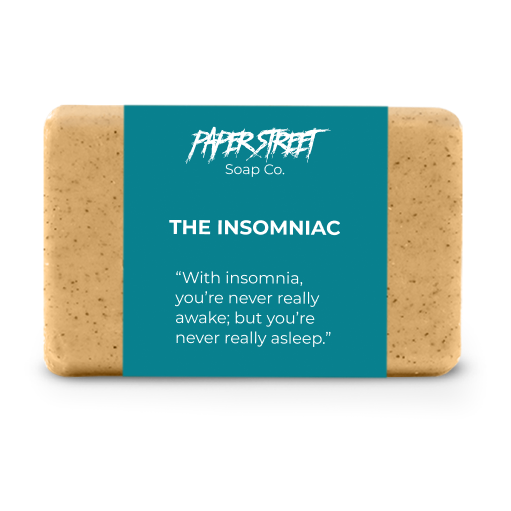 PAPER STREET
Soap Co.
THE INSOMNIAC
“With insomnia,
you’re never really
awake; but you’re
never really asleep.”